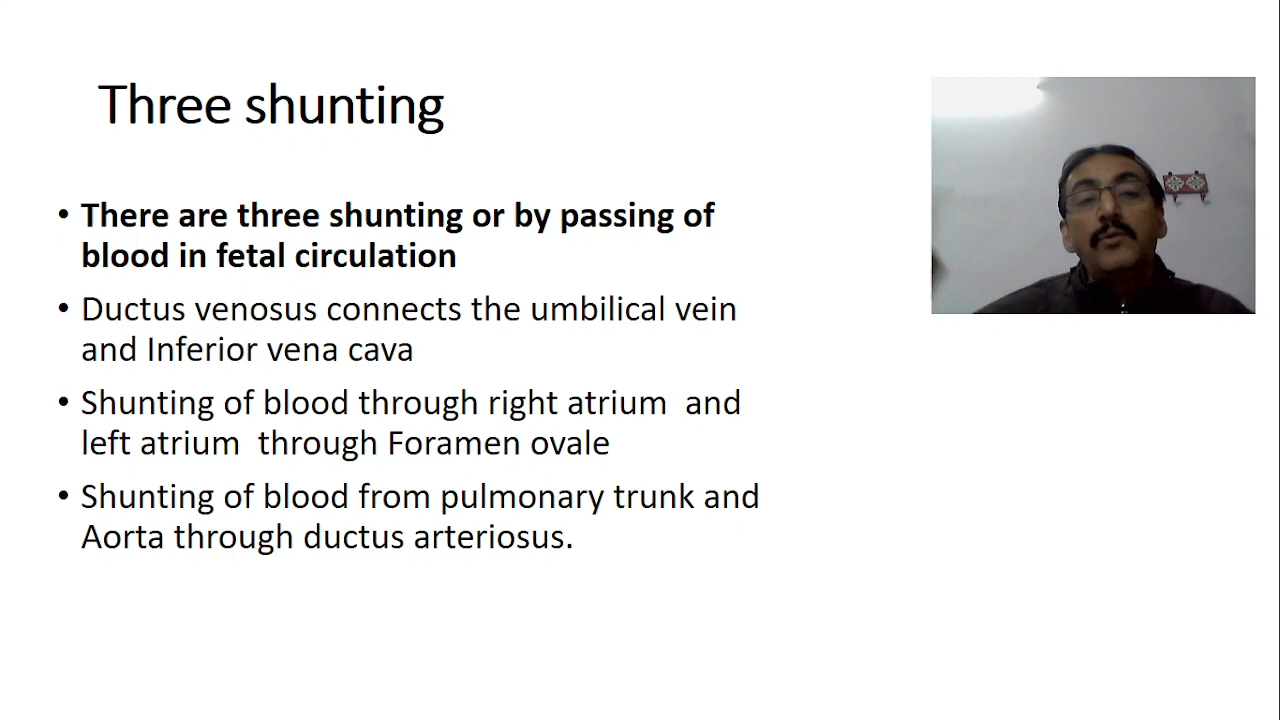 Three shunting
• There are three shunting or by passing of
blood in fetal circulation
• Ductus venosus connects the umbilical vein
and Inferior vena cava
• Shunting of blood through right atrium  and
left atrium  through Foramen ovale
• Shunting of blood from pulmonary trunk and
Aorta through ductus arteriosus.